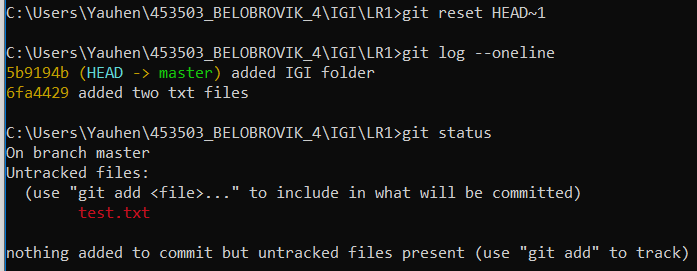 C:\Users\Yauhen\453503_BELOBROVIK_4\IGI\LR1>git reset HEAD~1
C:\Users\Yauhen\453503_BELOBROVIK_4\IGI\LR1>git log --oneline
5b9194b (HEAD -> master) added IGI folder
6fa4429 added two txt files
C:\Users\Yauhen\453503_BELOBROVIK_4\IGI\LR1>git status
On branch master
Untracked files:
  (use "git add <file>..." to include in what will be committed)
        test.txt
nothing added to commit but untracked files present (use "git add" to track)